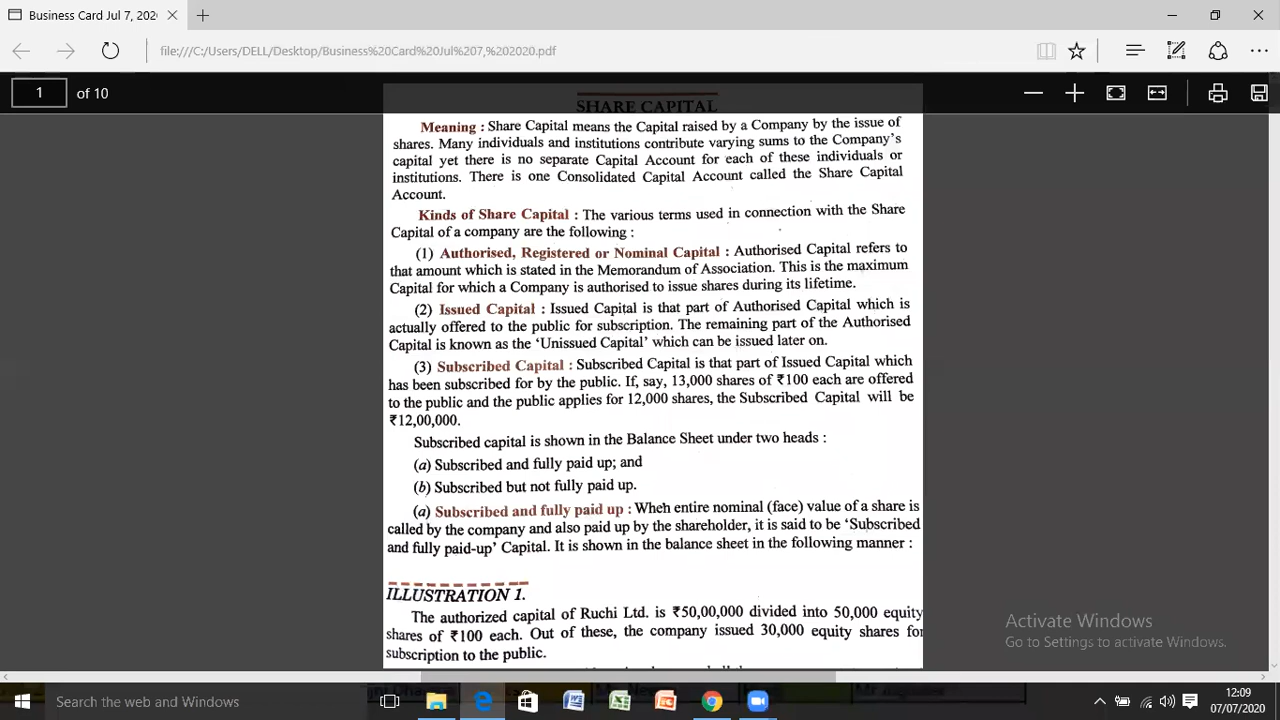 Business Card Jul 7, 202
file:///C:/Users/DELL/Desktop/Business%20Card%20Jul%207,%202020.pdf
1 of 10
SHARE CAPITAL
Meaning : Share Capital means the Capital raised by a Company by the issue of
shares. Many individuals and institutions contribute varying sums to the Company's
capital yet there is no separate Capital Account for each of these individuals or
institutions. There is one Consolidated Capital Account called the Share Capital
Account.
Kinds of Share Capital : The various terms used in connection with the Share
Capital of a company are the following :
(1) Authorised, Registered or Nominal Capital : Authorised Capital refers to
that amount which is stated in the Memorandum of Association. This is the maximum
Capital for which a Company is authorised to issue shares during its lifetime.
(2) Issued Capital : Issued Capital is that part of Authorised Capital which is
actually offered to the public for subscription. The remaining part of the Authorised
Capital is known as the 'Unissued Capital' which can be issued later on.
(3) Subscribed Capital : Subscribed Capital is that part of Issued Capital which
has been subscribed for by the public. If, say, 13,000 shares of ₹100 each are offered
to the public and the public applies for 12,000 shares, the Subscribed Capital will be
₹12,00,000.
Subscribed capital is shown in the Balance Sheet under two heads :
(a) Subscribed and fully paid up; and
(b) Subscribed but not fully paid up.
(a) Subscribed and fully paid up : Wheh entire nominal (face) value of a share is
called by the company and also paid up by the shareholder, it is said to be 'Subscribed
and fully paid-up' Capital. It is shown in the balance sheet in the following manner :
ILLUSTRATION 1.
The authorized capital of Ruchi Ltd. is ₹50,00,000 divided into 50,000 equity
shares of ₹100 each. Out of these, the company issued 30,000 equity shares for
subscription to the public.
Activate Windows
Go to Settings to activate Windows.
Search the web and Windows
12:09
07/07/2020